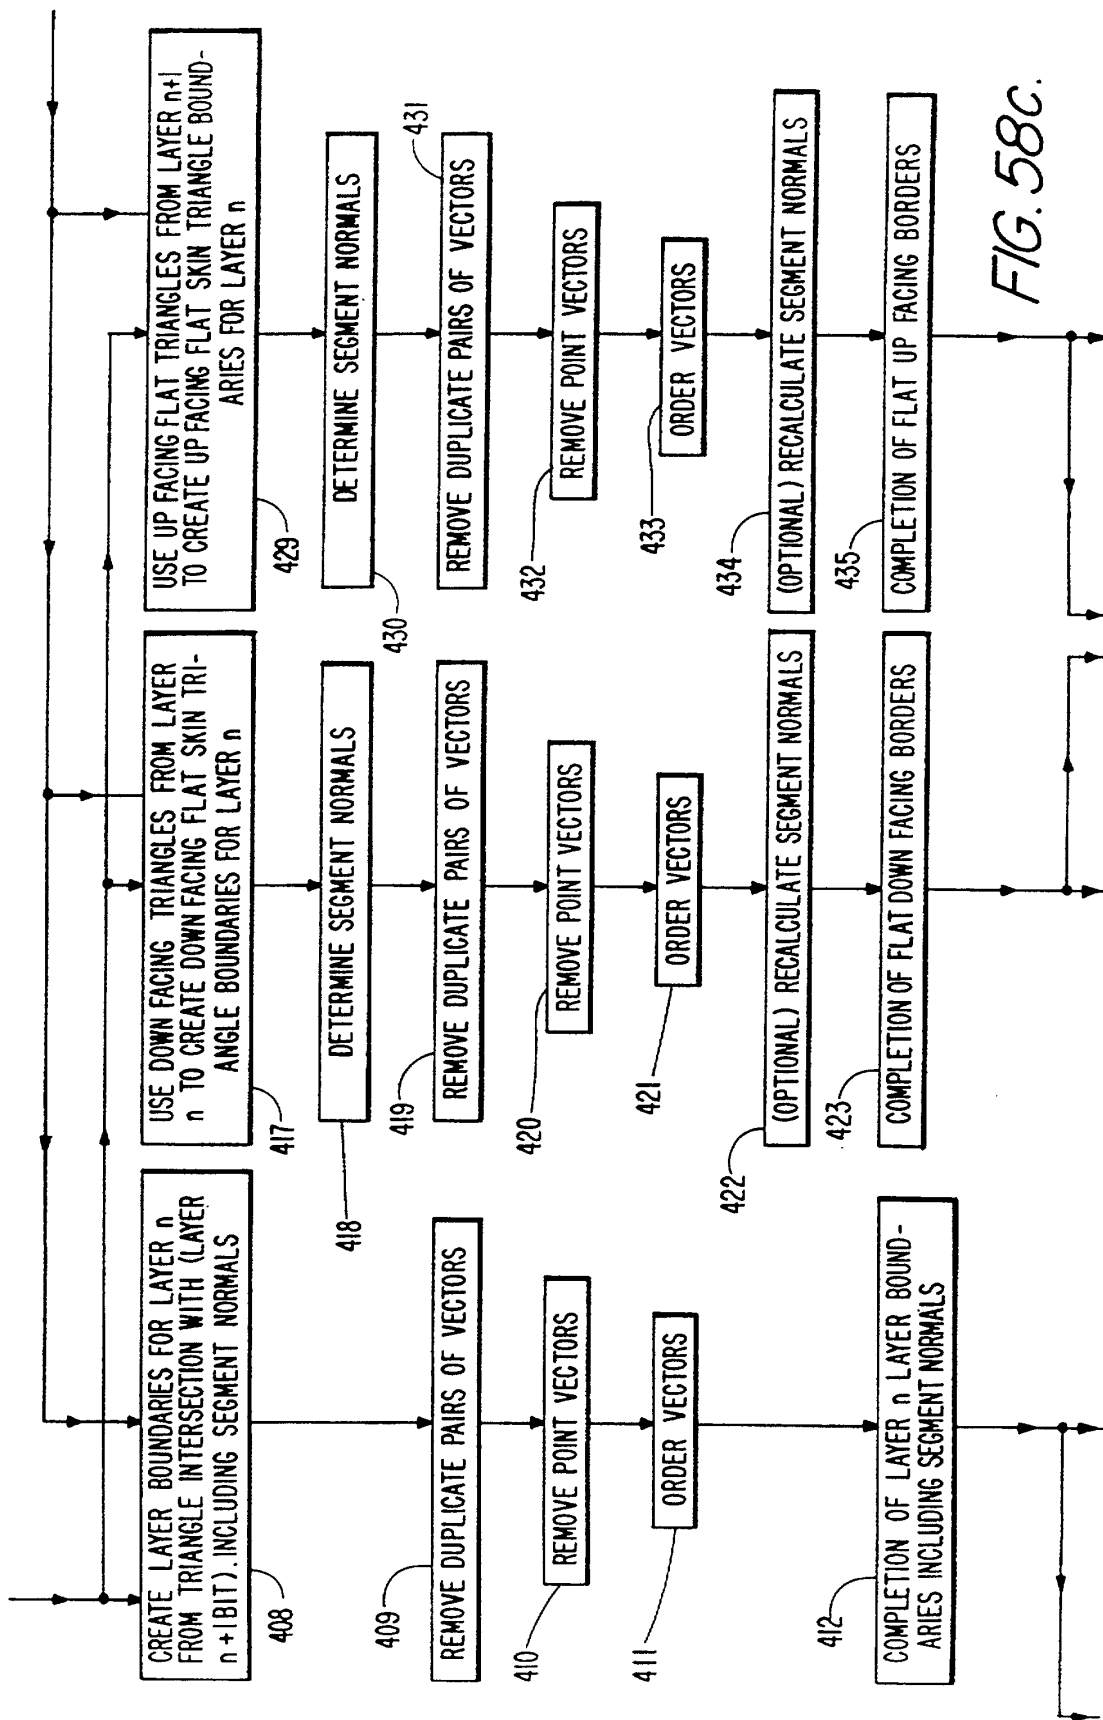 CREATE LAYER BOUNDARIES FOR LAYER n
FROM TRIANGLE INTERSECTION WITH (LAYER
n + 1 BIT). INCLUDING SEGMENT NORMALS
408
REMOVE DUPLICATE PAIRS OF VECTORS
409
REMOVE POINT VECTORS
410
ORDER VECTORS
411
COMPLETION OF LAYER n LAYER BOUND-
ARIES INCLUDING SEGMENT NORMALS
412
USE DOWN FACING TRIANGLES FROM LAYER
n TO CREATE DOWN FACING FLAT SKIN TRI-
ANGLE BOUNDARIES FOR LAYER n
417
DETERMINE SEGMENT NORMALS
418
REMOVE DUPLICATE PAIRS OF VECTORS
419
REMOVE POINT VECTORS
420
ORDER VECTORS
421
(OPTIONAL) RECALCULATE SEGMENT NORMALS
422
COMPLETION OF FLAT DOWN FACING BORDERS
423
USE UP FACING FLAT TRIANGLES FROM LAYER n+1
TO CREATE UP FACING FLAT SKIN TRIANGLE BOUND-
ARIES FOR LAYER n
429
DETERMINE SEGMENT NORMALS
430
REMOVE DUPLICATE PAIRS OF VECTORS
431
REMOVE POINT VECTORS
432
ORDER VECTORS
433
(OPTIONAL) RECALCULATE SEGMENT NORMALS
434
COMPLETION OF FLAT UP FACING BORDERS
435
FIG. 58C.